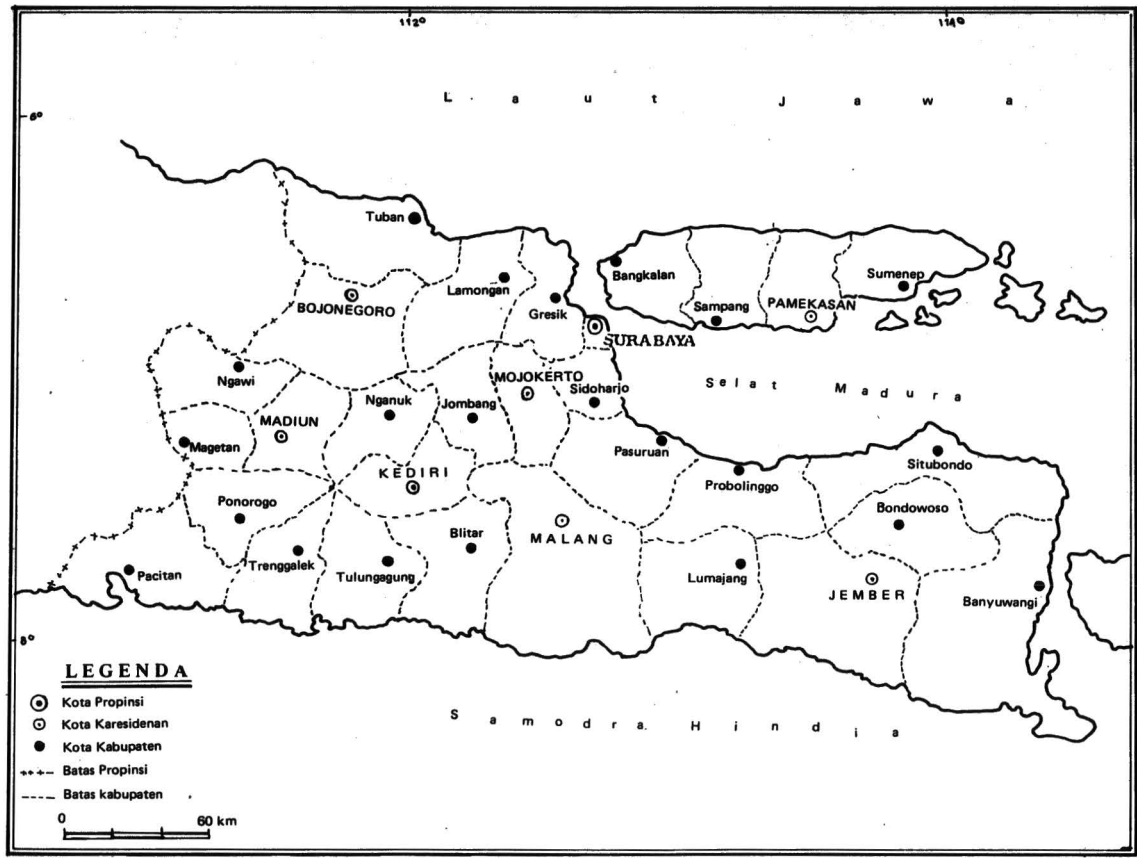 112°
114°
L a u t J a w a
6°
Tuban
Bangkalan
Sumenep
Lamongan
BOJONEGORO
Gresik
Sampang
PAMEKASAN
SURABAYA
Ngawi
MOJOKERTO
Sidoharjo
Selat Madura
Nganuk
Jombang
MADIUN
Magetan
Pasuruan
Situbondo
KEDIRI
Probolinggo
Ponorogo
Bondowoso
Blitar
MALANG
Trenggalek
Pacitan
Tulungagung
Lumajang
JEMBER
Banyuwangi
8°
LEGENDA
Kota Propinsi
Kota Karesidenan
Kota Kabupaten
Batas Propinsi
Batas kabupaten
0 60 km
S a m o d r a H i n d i a